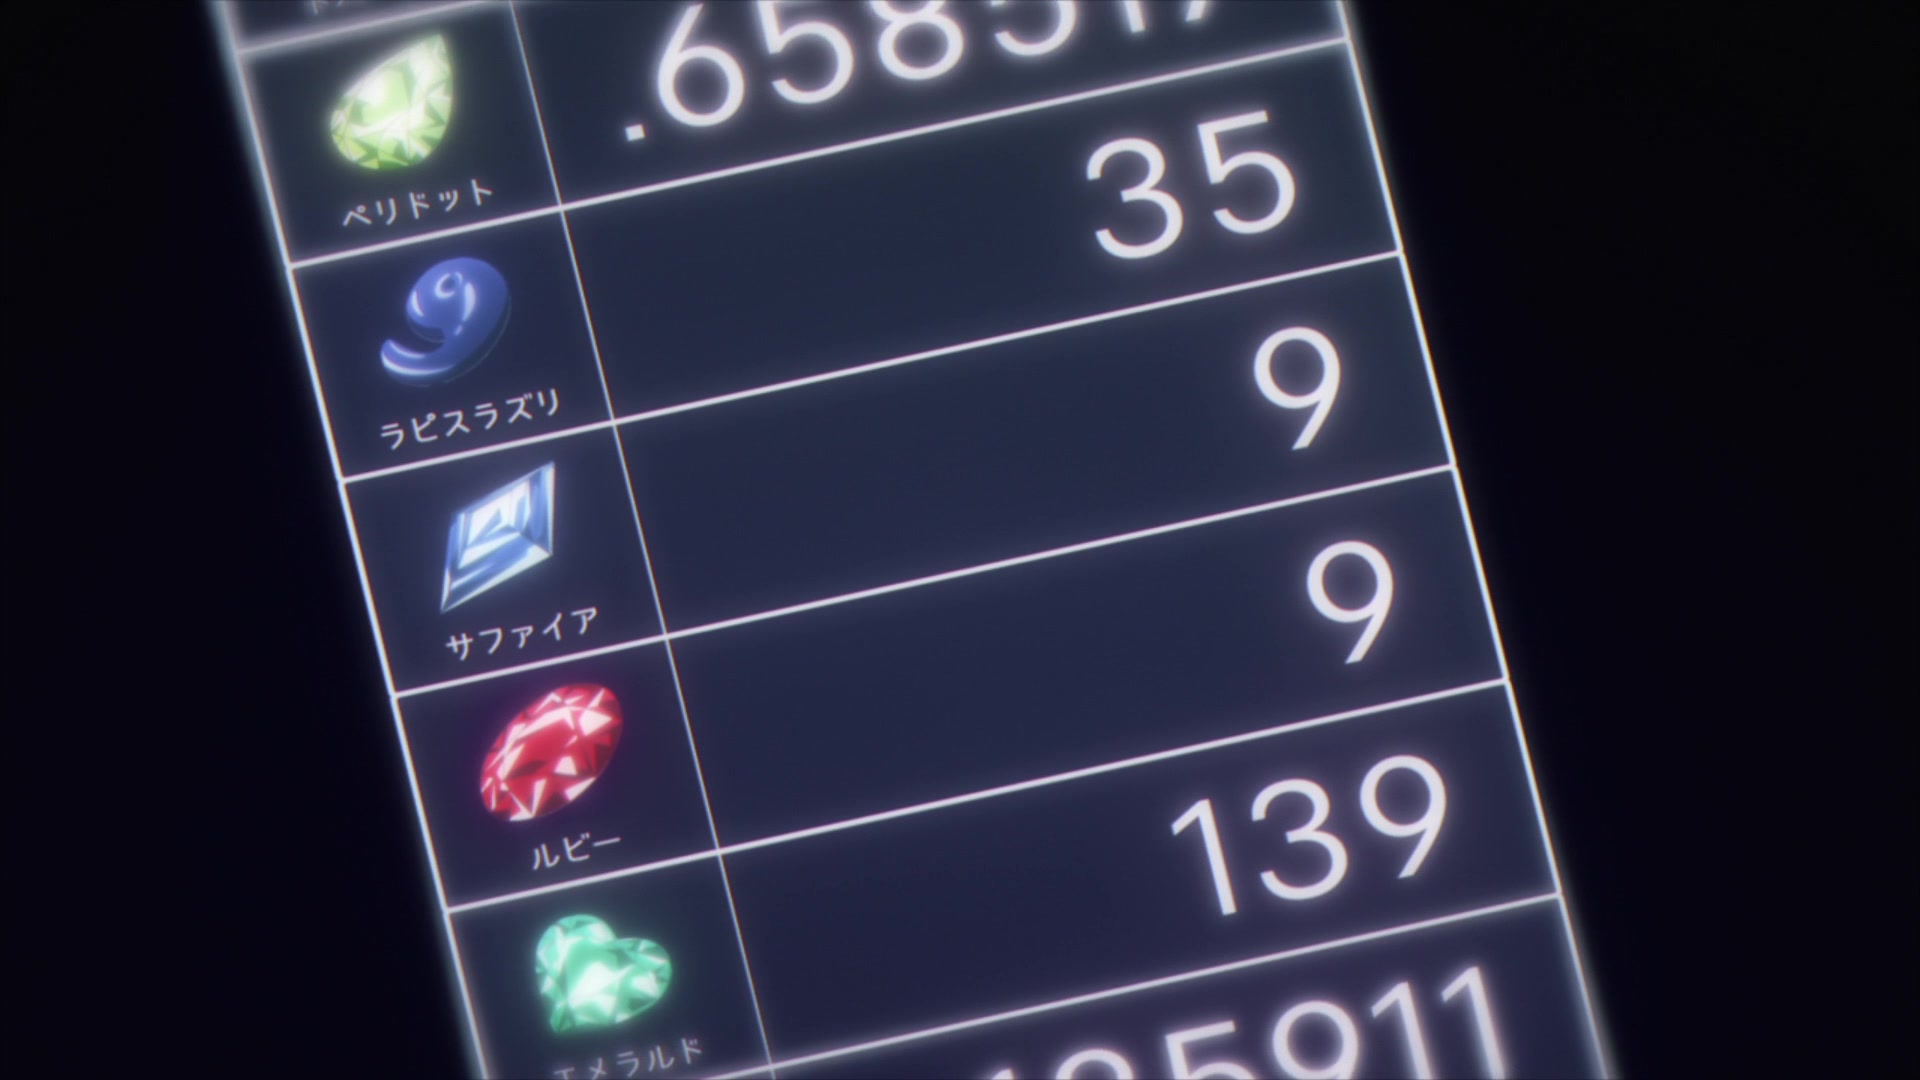 ペリドット .658517
ラピスラズリ 35
サファイア 9
ルビー 9
エメラルド 139